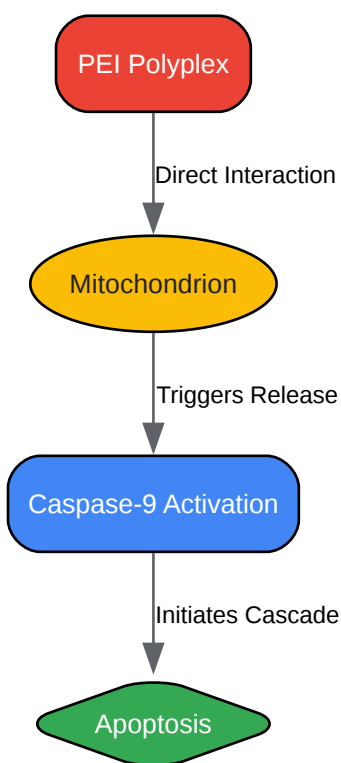 PEI Polyplex
Direct Interaction
Mitochondrion
Triggers Release
Caspase-9 Activation
Initiates Cascade
Apoptosis